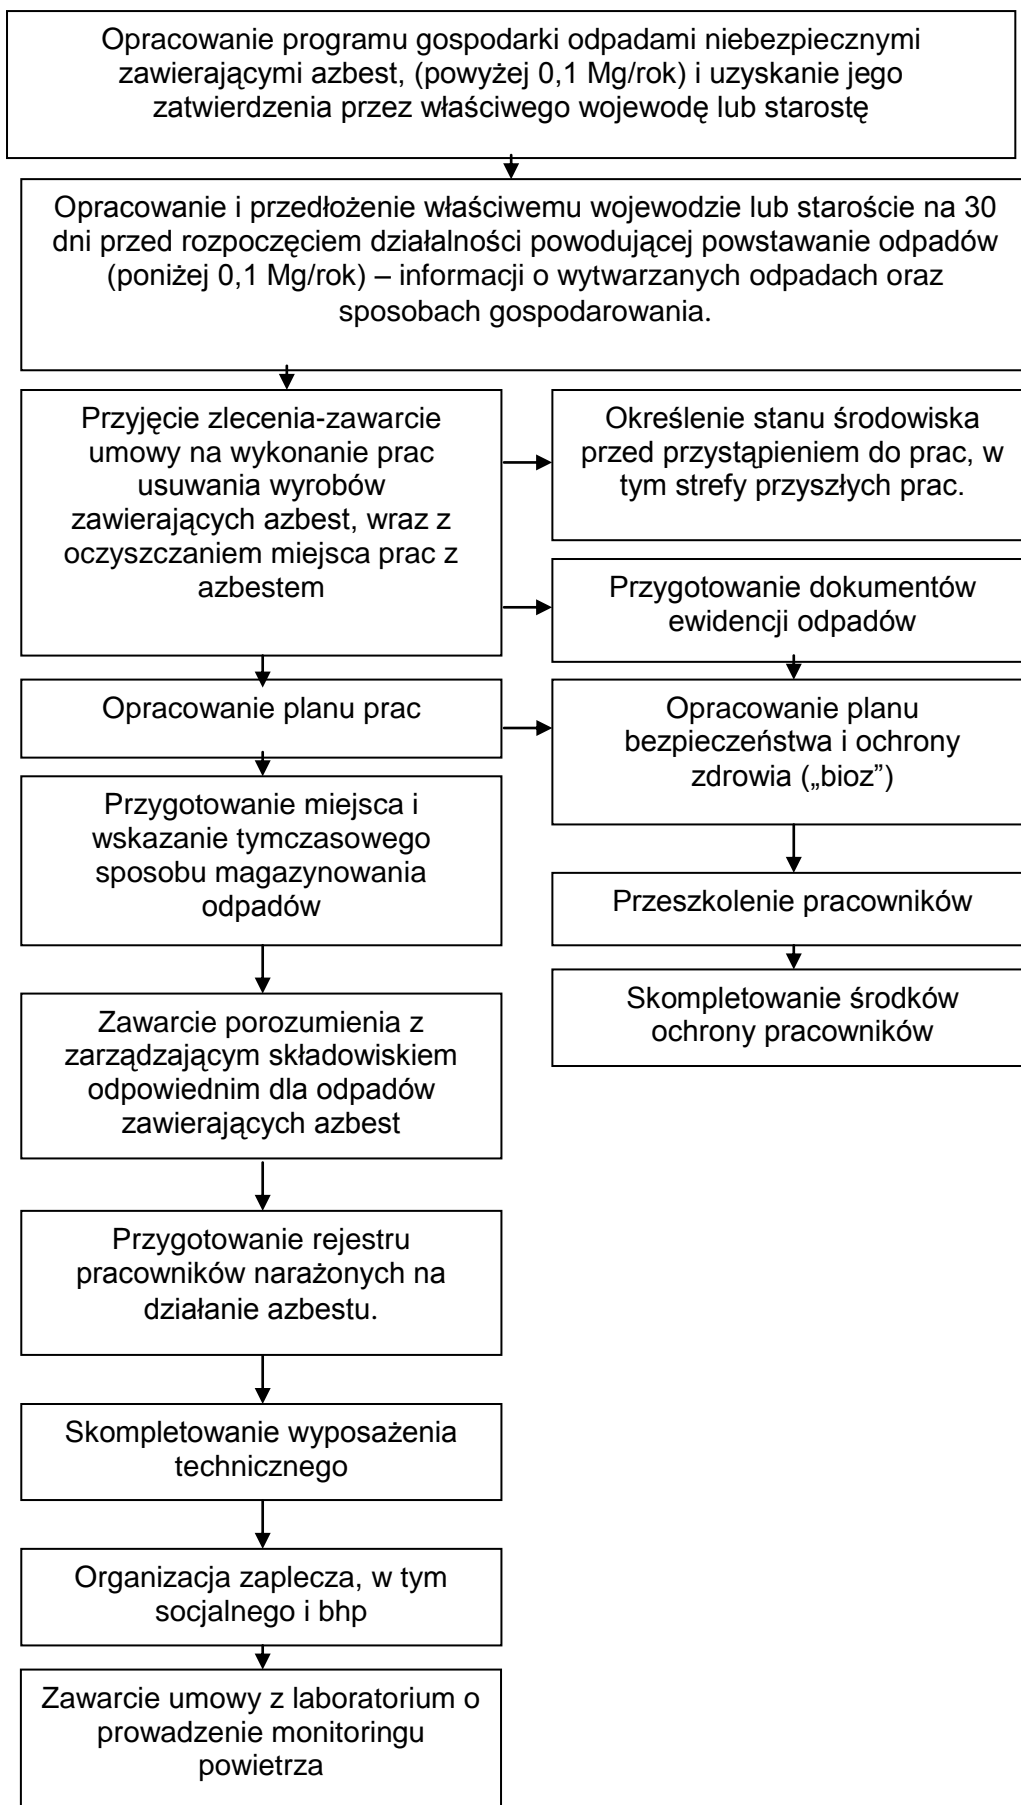 Opracowanie programu gospodarki odpadami niebezpiecznymi
zawierającymi azbest, (powyżej 0,1 Mg/rok) i uzyskanie jego
zatwierdzenia przez właściwego wojewodę lub starostę
Opracowanie i przedłożenie właściwemu wojewodzie lub staroście na 30
dni przed rozpoczęciem działalności powodującej powstawanie odpadów
(poniżej 0,1 Mg/rok) – informacji o wytwarzanych odpadach oraz
sposobach gospodarowania.
Przyjęcie zlecenia-zawarcie
umowy na wykonanie prac
usuwania wyrobów
zawierających azbest, wraz z
oczyszczaniem miejsca prac z
azbestem
Określenie stanu środowiska
przed przystąpieniem do prac, w
tym strefy przyszłych prac.
Przygotowanie dokumentów
ewidencji odpadów
Opracowanie planu prac
Opracowanie planu
bezpieczeństwa i ochrony
zdrowia („bioz”)
Przygotowanie miejsca i
wskazanie tymczasowego
sposobu magazynowania
odpadów
Przeszkolenie pracowników
Skompletowanie środków
ochrony pracowników
Zawarcie porozumienia z
zarządzającym składowiskiem
odpowiednim dla odpadów
zawierających azbest
Przygotowanie rejestru
pracowników narażonych na
działanie azbestu.
Skompletowanie wyposażenia
technicznego
Organizacja zaplecza, w tym
socjalnego i bhp
Zawarcie umowy z laboratorium o
prowadzenie monitoringu
powietrza